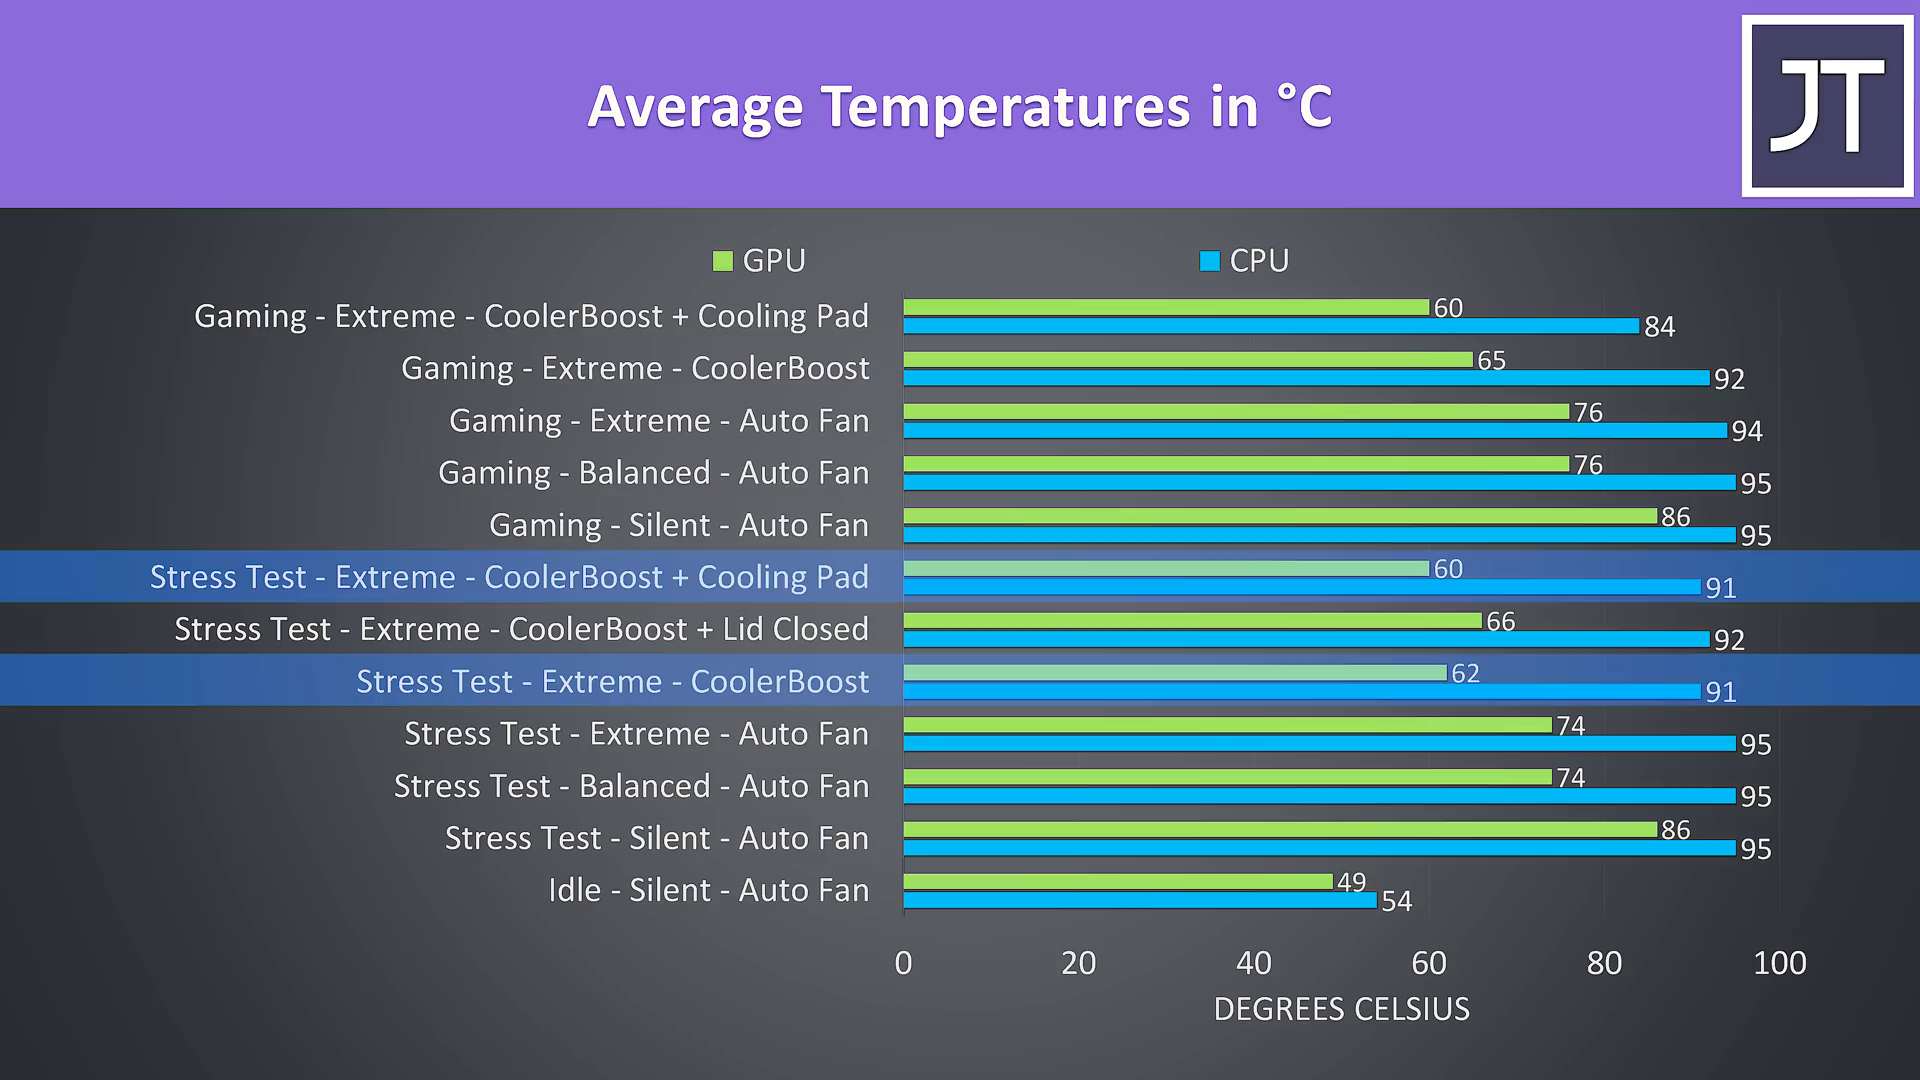 Average Temperatures in °C
JT
GPU CPU
Gaming - Extreme - CoolerBoost + Cooling Pad 60 84
Gaming - Extreme - CoolerBoost 65 92
Gaming - Extreme - Auto Fan 76 94
Gaming - Balanced - Auto Fan 76 95
Gaming - Silent - Auto Fan 86 95
Stress Test - Extreme - CoolerBoost + Cooling Pad 60 91
Stress Test - Extreme - CoolerBoost + Lid Closed 66 92
Stress Test - Extreme - CoolerBoost 62 91
Stress Test - Extreme - Auto Fan 74 95
Stress Test - Balanced - Auto Fan 74 95
Stress Test - Silent - Auto Fan 86 95
Idle - Silent - Auto Fan 49 54
0 20 40 60 80 100
DEGREES CELSIUS